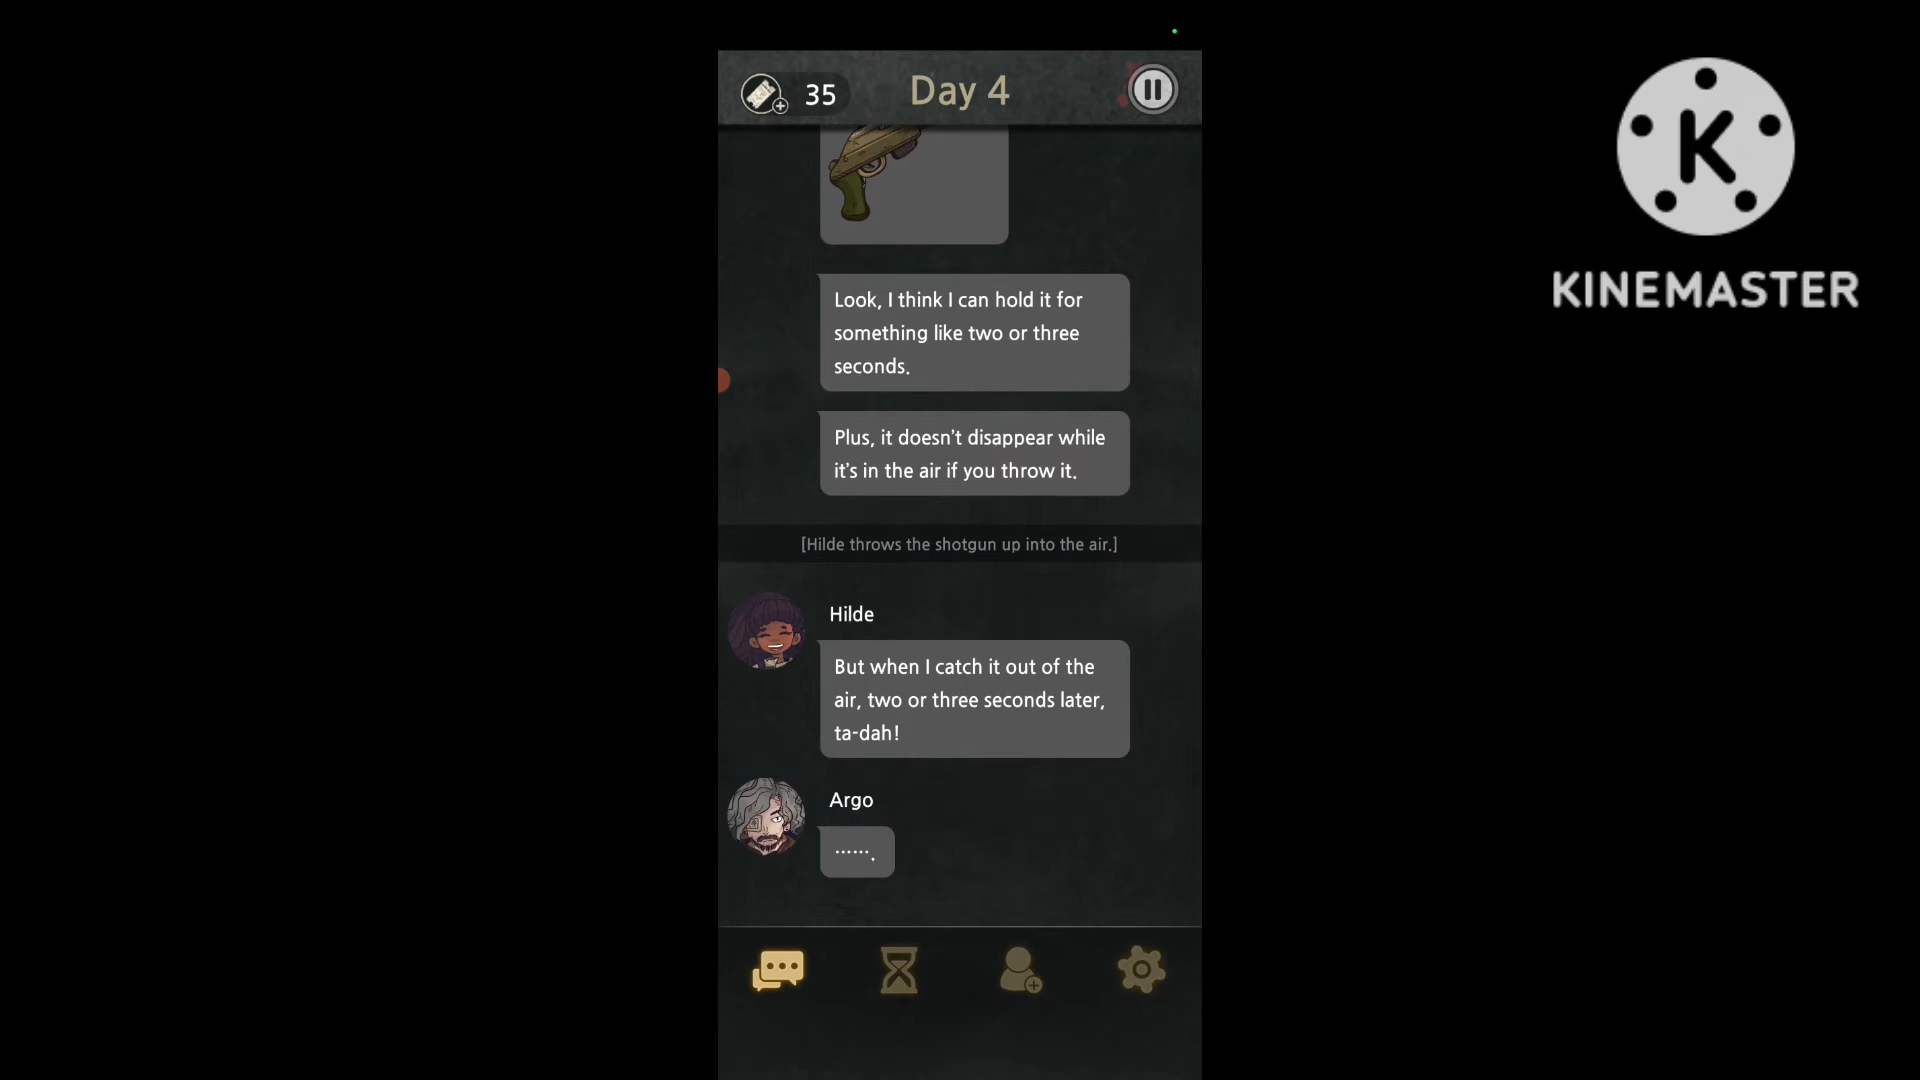 35
Day 4
K
KINEMASTER
Look, I think I can hold it for
something like two or three
seconds.
Plus, it doesn't disappear while
it's in the air if you throw it.
[Hilde throws the shotgun up into the air.]
Hilde
But when I catch it out of the
air, two or three seconds later,
ta-dah!
Argo
…….